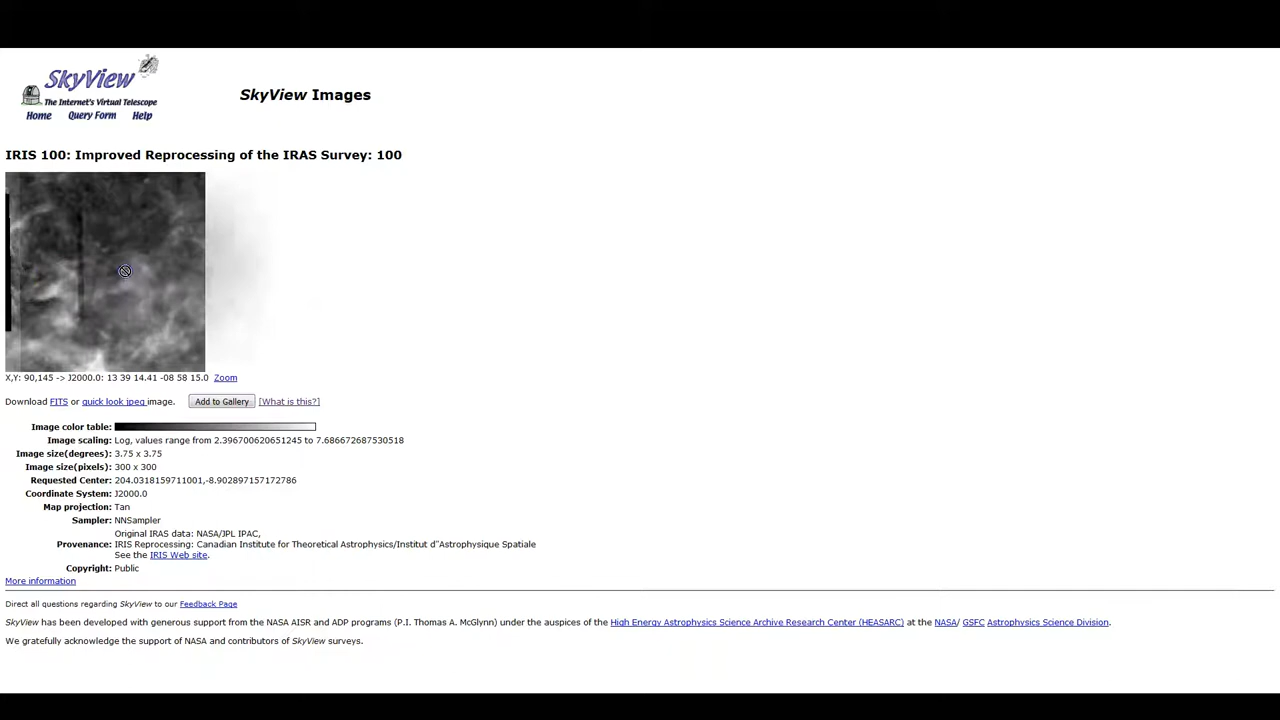 SkyView
The Internet's Virtual Telescope
Home Query Form Help
SkyView Images
IRIS 100: Improved Reprocessing of the IRAS Survey: 100
X,Y: 90,145 -> J2000.0: 13 39 14.41 -08 58 15.0 Zoom
Download FITS or quick look jpeg image. Add to Gallery [What is this?]
Image color table:
Image scaling: Log, values range from 2.396700620651245 to 7.686672687530518
Image size(degrees): 3.75 x 3.75
Image size(pixels): 300 x 300
Requested Center: 204.0318159711001,-8.902897157172786
Coordinate System: J2000.0
Map projection: Tan
Sampler: NNSampler
Original IRAS data: NASA/JPL IPAC,
Provenance: IRIS Reprocessing: Canadian Institute for Theoretical Astrophysics/Institut d"Astrophysique Spatiale
See the IRIS Web site.
Copyright: Public
More information
Direct all questions regarding SkyView to our Feedback Page
SkyView has been developed with generous support from the NASA AISR and ADP programs (P.I. Thomas A. McGlynn) under the auspices of the High Energy Astrophysics Science Archive Research Center (HEASARC) at the NASA/ GSFC Astrophysics Science Division.
We gratefully acknowledge the support of NASA and contributors of SkyView surveys.